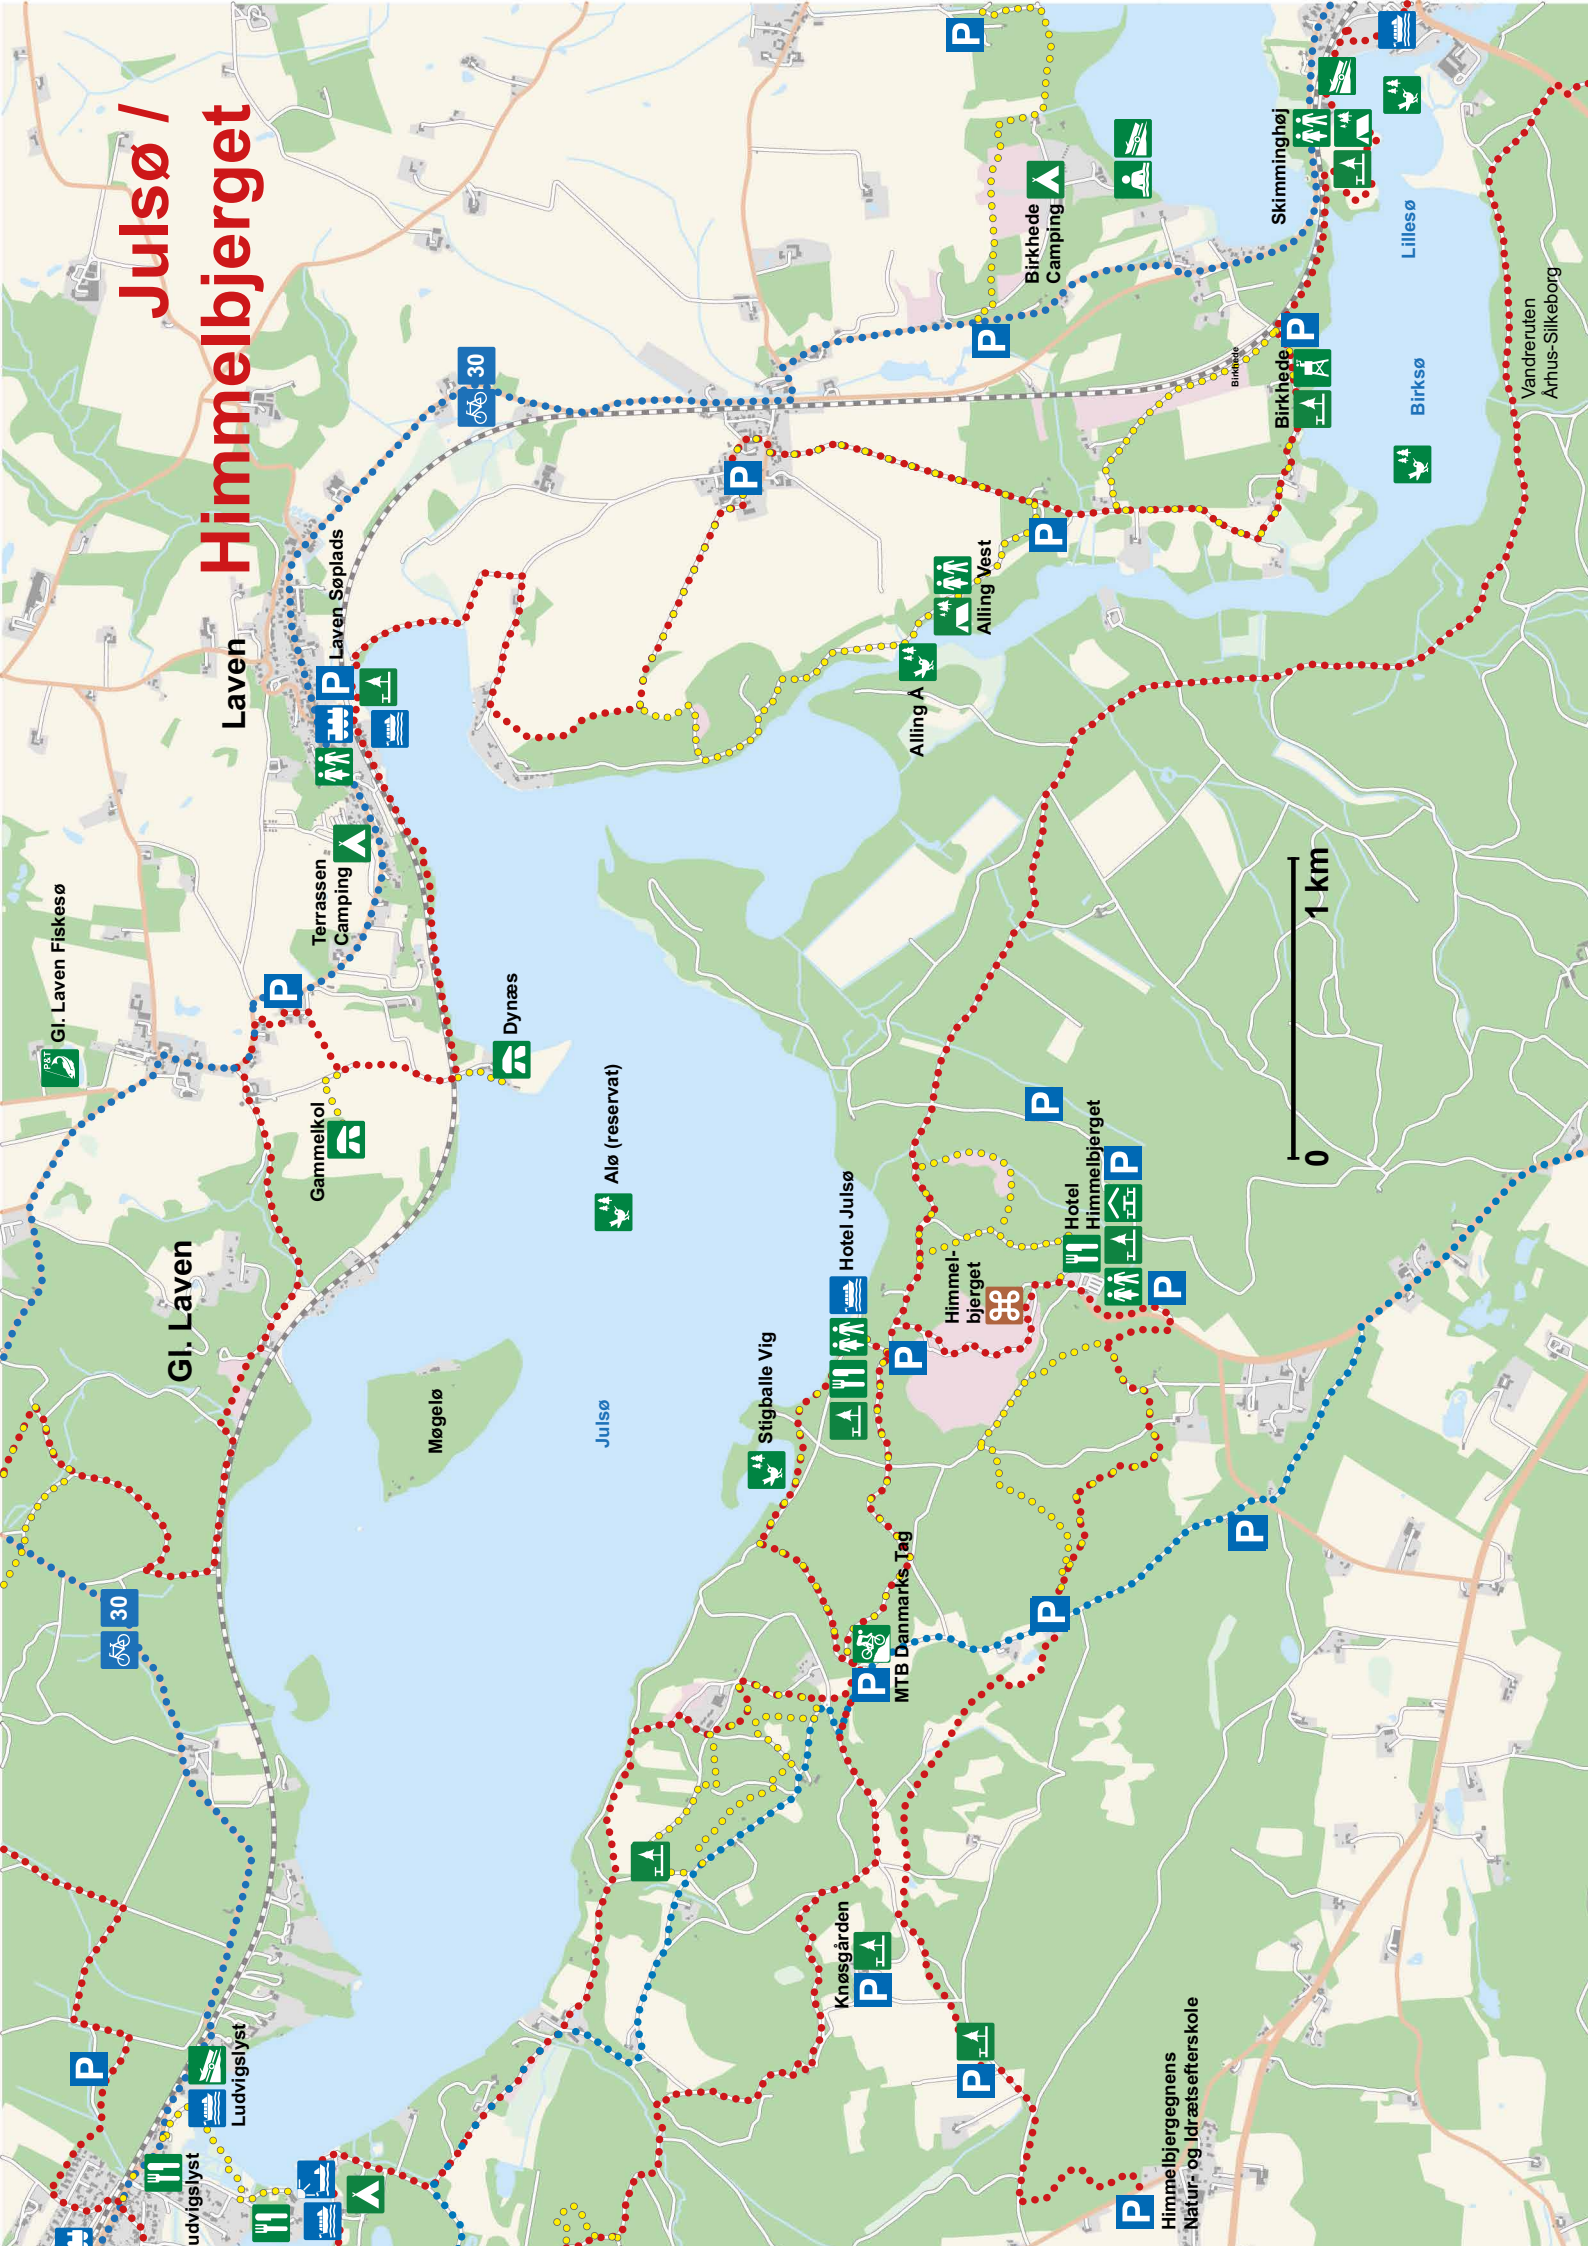 Julsø /
Himmelbjerget
30
Laven
Laven Søplads
P
Terrassen
Camping
Gl. Laven Fiskesø
P&T
P
Gammelkol
Dynæs
Gl. Laven
Alø (reservat)
Møgelø
Julsø
30
P
Ludvigslyst
udvigslyst
P
Birkhede
Camping
P
Skimminghøj
Lillesø
Birkhede
Birkhede
P
Birksø
Vandreruten
Århus-Silkeborg
P
P
Alling Vest
Alling Å
Hotel Julsø
Stigballe Vig
P
Himmel-
bjerget
Hotel
Himmelbjerget
P
P
P
0
1 km
MTB Danmarks Tag
P
P
P
Knøsgården
P
P
Himmelbjergegnens
Natur- og Idrætsefterskole
P